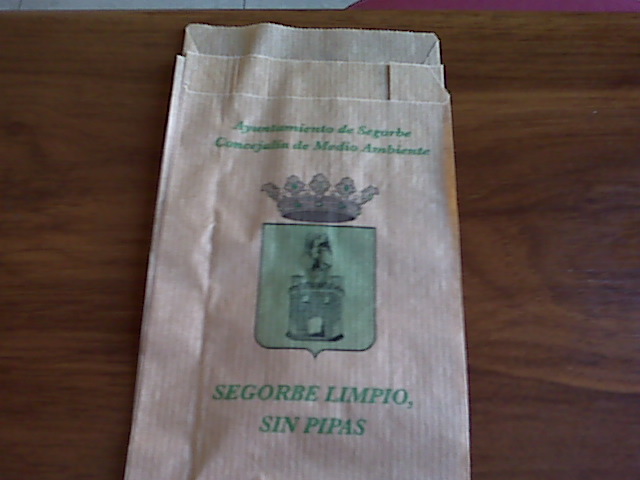 Ayuntamiento de Segorbe
Concejalía de Medio Ambiente
SEGORBE LIMPIO,
SIN PIPAS